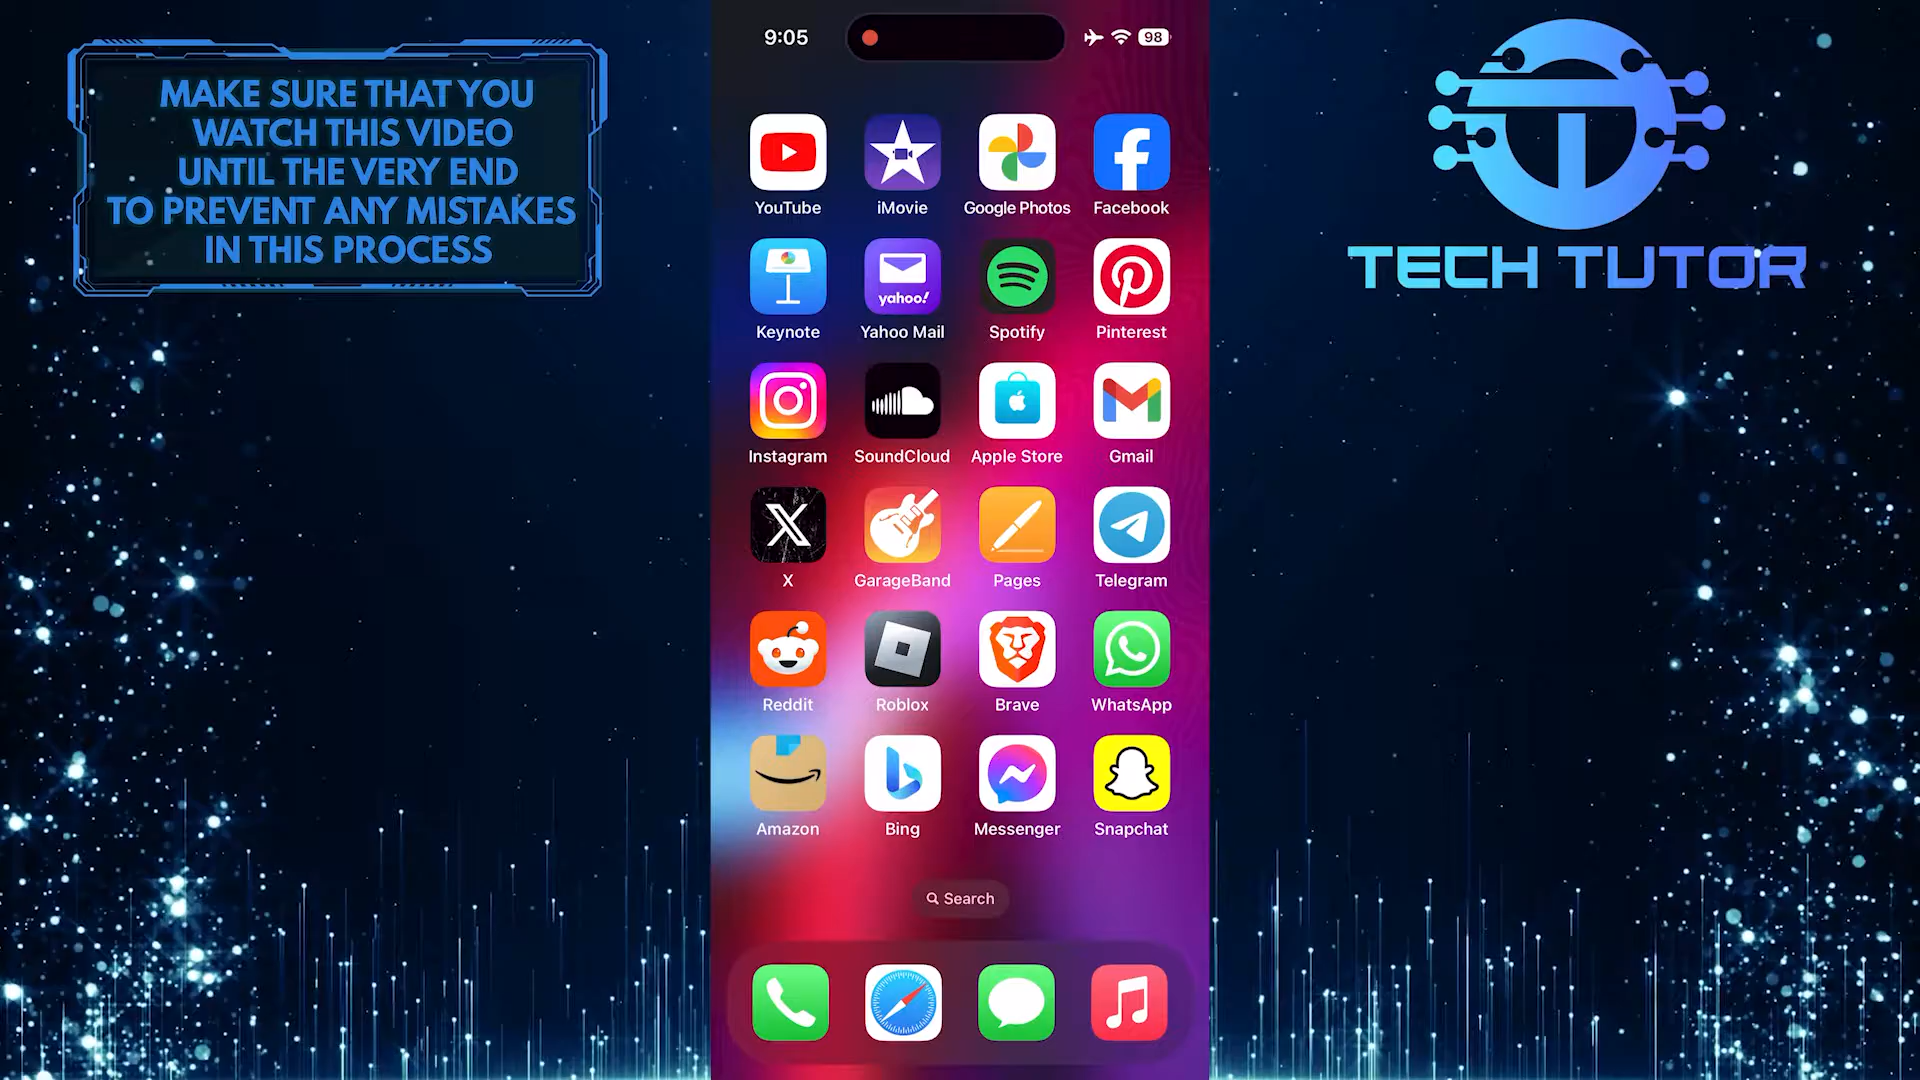 MAKE SURE THAT YOU
WATCH THIS VIDEO
UNTIL THE VERY END
TO PREVENT ANY MISTAKES
IN THIS PROCESS
9:05
98
TECH TUTOR
YouTube
iMovie
Google Photos
Facebook
yahoo!
Keynote
Yahoo Mail
Spotify
Pinterest
Instagram
SoundCloud
Apple Store
Gmail
X
GarageBand
Pages
Telegram
Reddit
Roblox
Brave
WhatsApp
Amazon
Bing
Messenger
Snapchat
Search